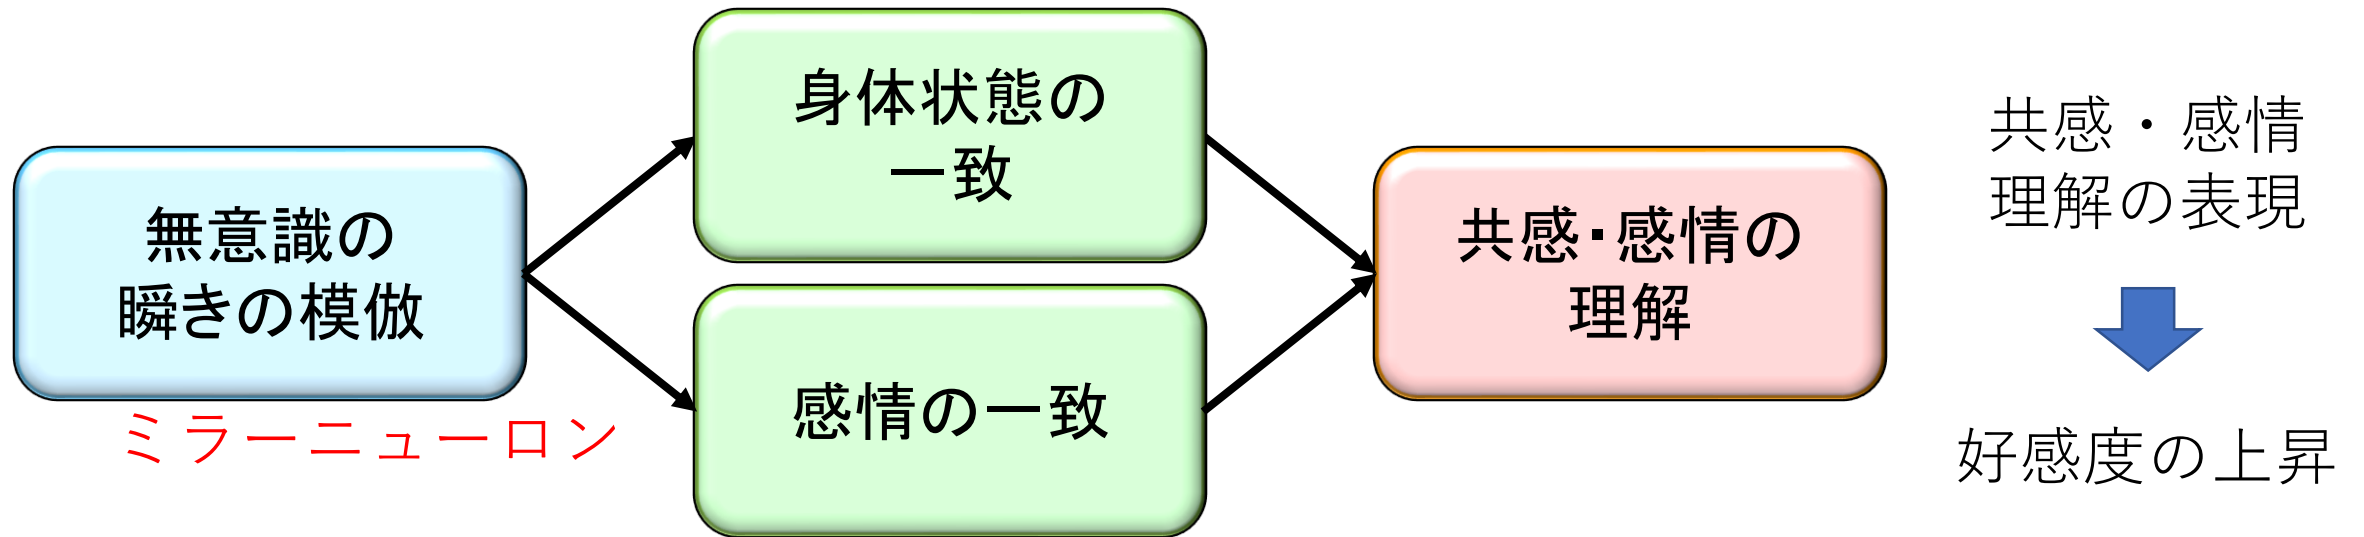 無意識の
瞬きの模倣
ミラーニューロン
身体状態の
一致
感情の一致
共感・感情の
理解
共感・感情
理解の表現
好感度の上昇